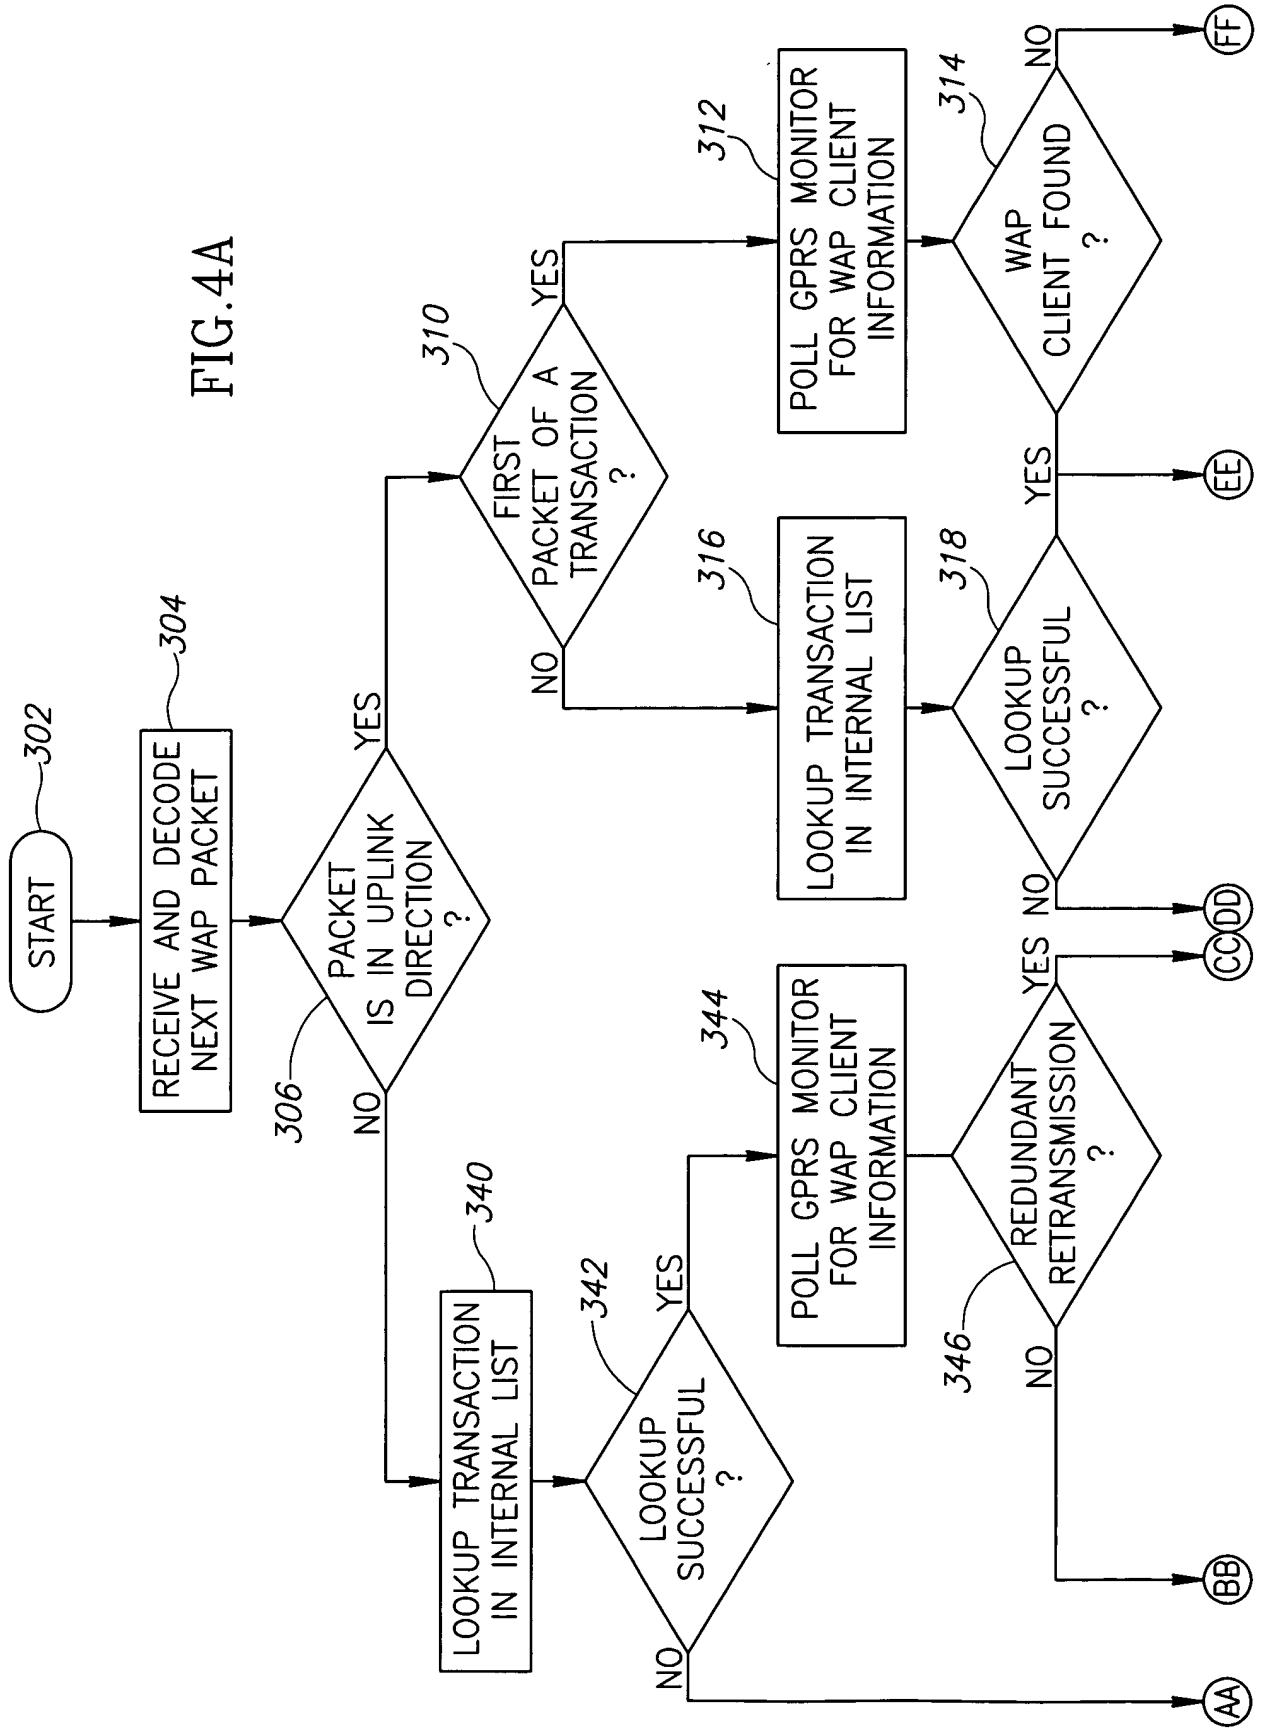 FIG.4A
START
302
RECEIVE AND DECODE
NEXT WAP PACKET
304
PACKET
IS IN UPLINK
DIRECTION
?
306
NO
YES
LOOKUP TRANSACTION
IN INTERNAL LIST
340
LOOKUP
SUCCESSFUL
?
342
NO
YES
POLL GPRS MONITOR
FOR WAP CLIENT
INFORMATION
344
REDUNDANT
RETRANSMISSION
?
346
NO
YES
FIRST
PACKET OF A
TRANSACTION
?
310
NO
YES
LOOKUP TRANSACTION
IN INTERNAL LIST
316
LOOKUP
SUCCESSFUL
?
318
NO
YES
POLL GPRS MONITOR
FOR WAP CLIENT
INFORMATION
312
WAP
CLIENT FOUND
?
314
NO
AA
BB
CC
DD
EE
FF